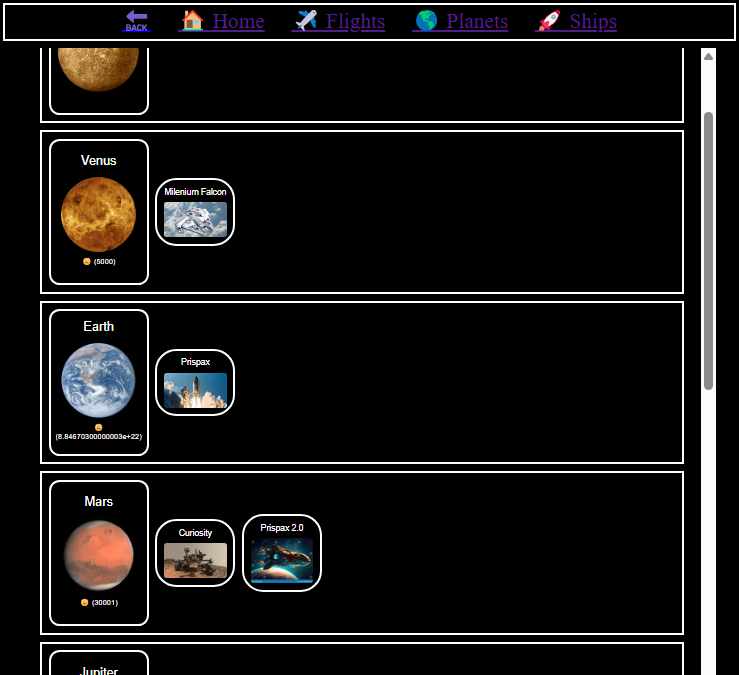 BACK
Home
Flights
Planets
Ships
Venus
(5000)
Milenium Falcon
Earth
(8.84670300000003e+22)
Prispax
Mars
(30001)
Curiosity
Prispax 2.0
Jupiter